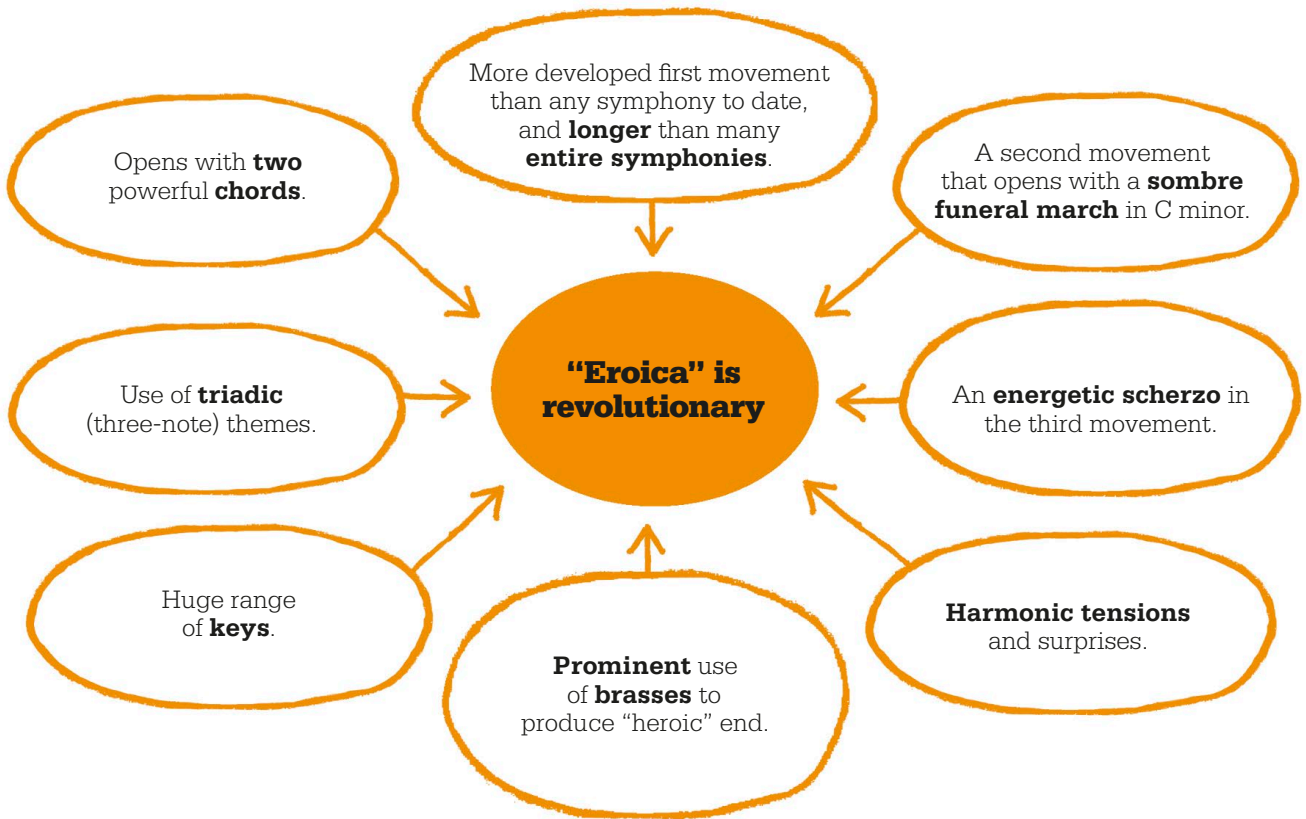 More developed first movement
than any symphony to date,
and longer than many
entire symphonies.
Opens with two
powerful chords.
A second movement
that opens with a sombre
funeral march in C minor.
“Eroica” is
revolutionary
Use of triadic
(three-note) themes.
An energetic scherzo in
the third movement.
Huge range
of keys.
Harmonic tensions
and surprises.
Prominent use
of brasses to
produce “heroic” end.